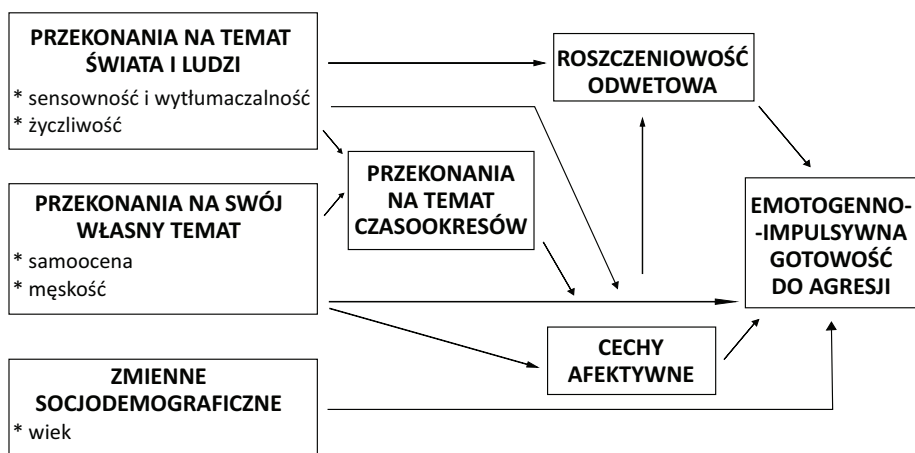 PRZEKONANIA NA TEMAT
ŚWIATA I LUDZI
* sensowność i wytłumaczalność
* życzliwość
ROSZCZENIOWOŚĆ
ODWETOWA
PRZEKONANIA
NA TEMAT
CZASOOKRESÓW
PRZEKONANIA NA SWÓJ
WŁASNY TEMAT
* samoocena
* męskość
EMOTOGENNO-
-IMPULSYWNA
GOTOWOŚĆ
DO AGRESJI
CECHY
AFEKTYWNE
ZMIENNE
SOCJODEMOGRAFICZNE
* wiek